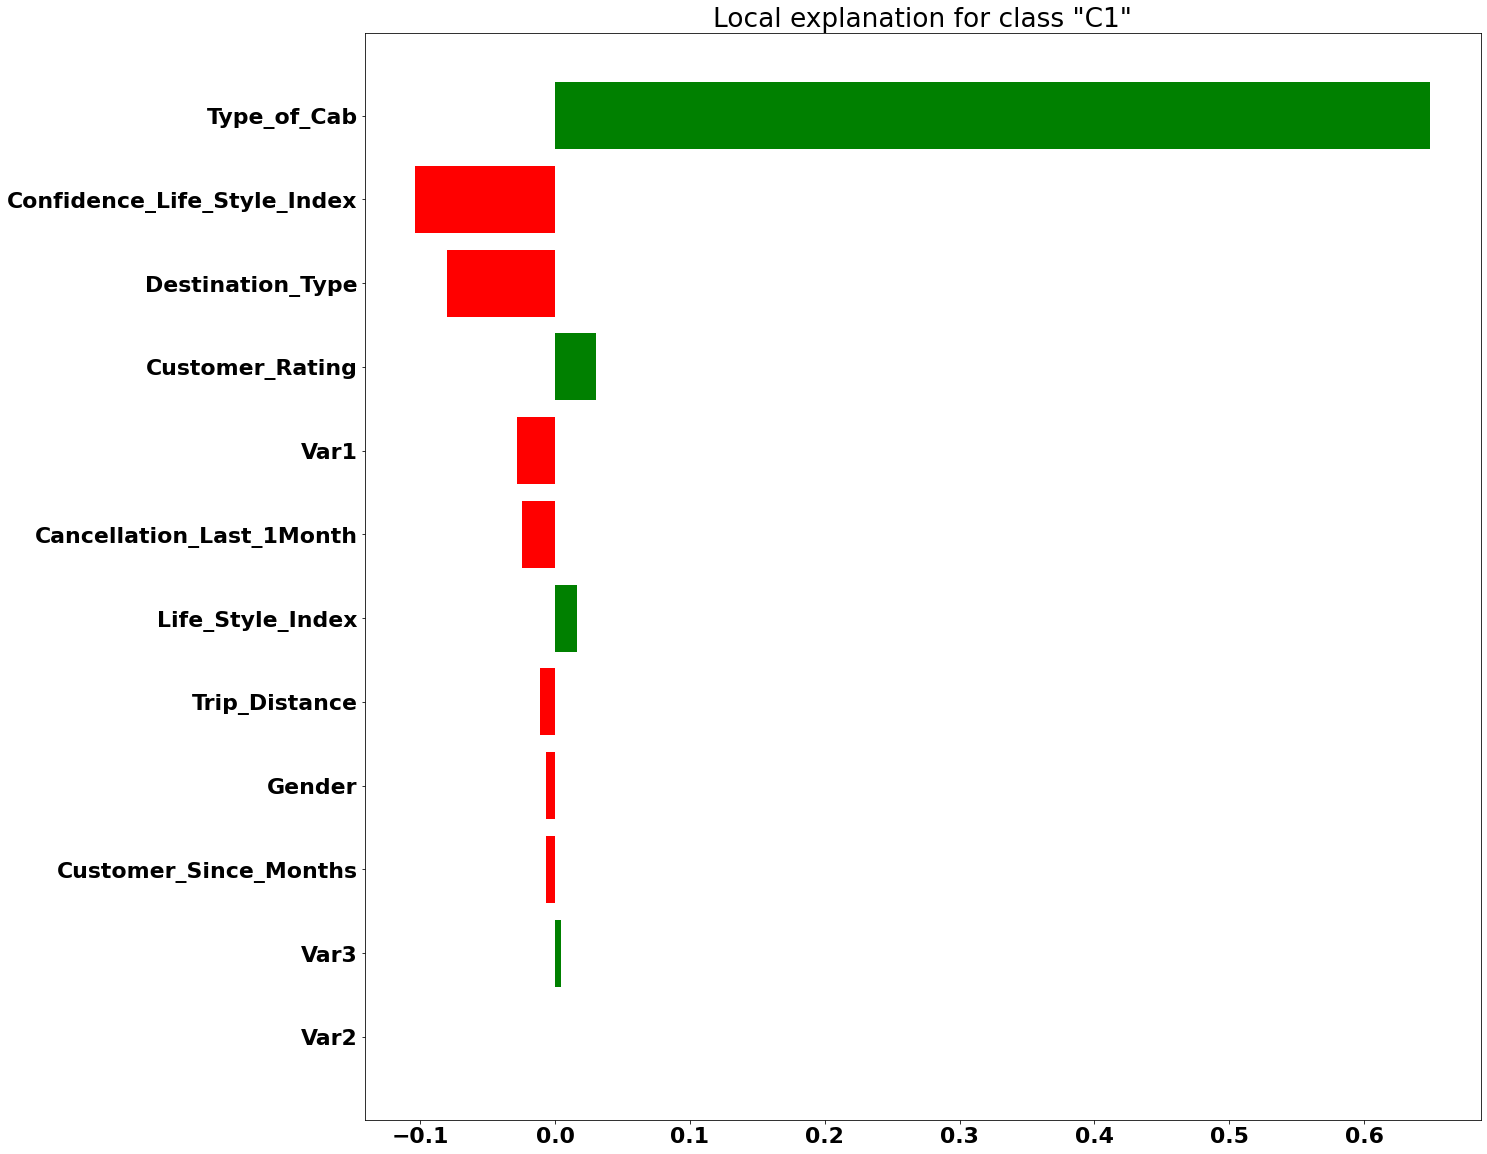 Local explanation for class "C1"
Type_of_Cab
Confidence_Life_Style_Index
Destination_Type
Customer_Rating
Var1
Cancellation_Last_1Month
Life_Style_Index
Trip_Distance
Gender
Customer_Since_Months
Var3
Var2
−0.1 0.0 0.1 0.2 0.3 0.4 0.5 0.6